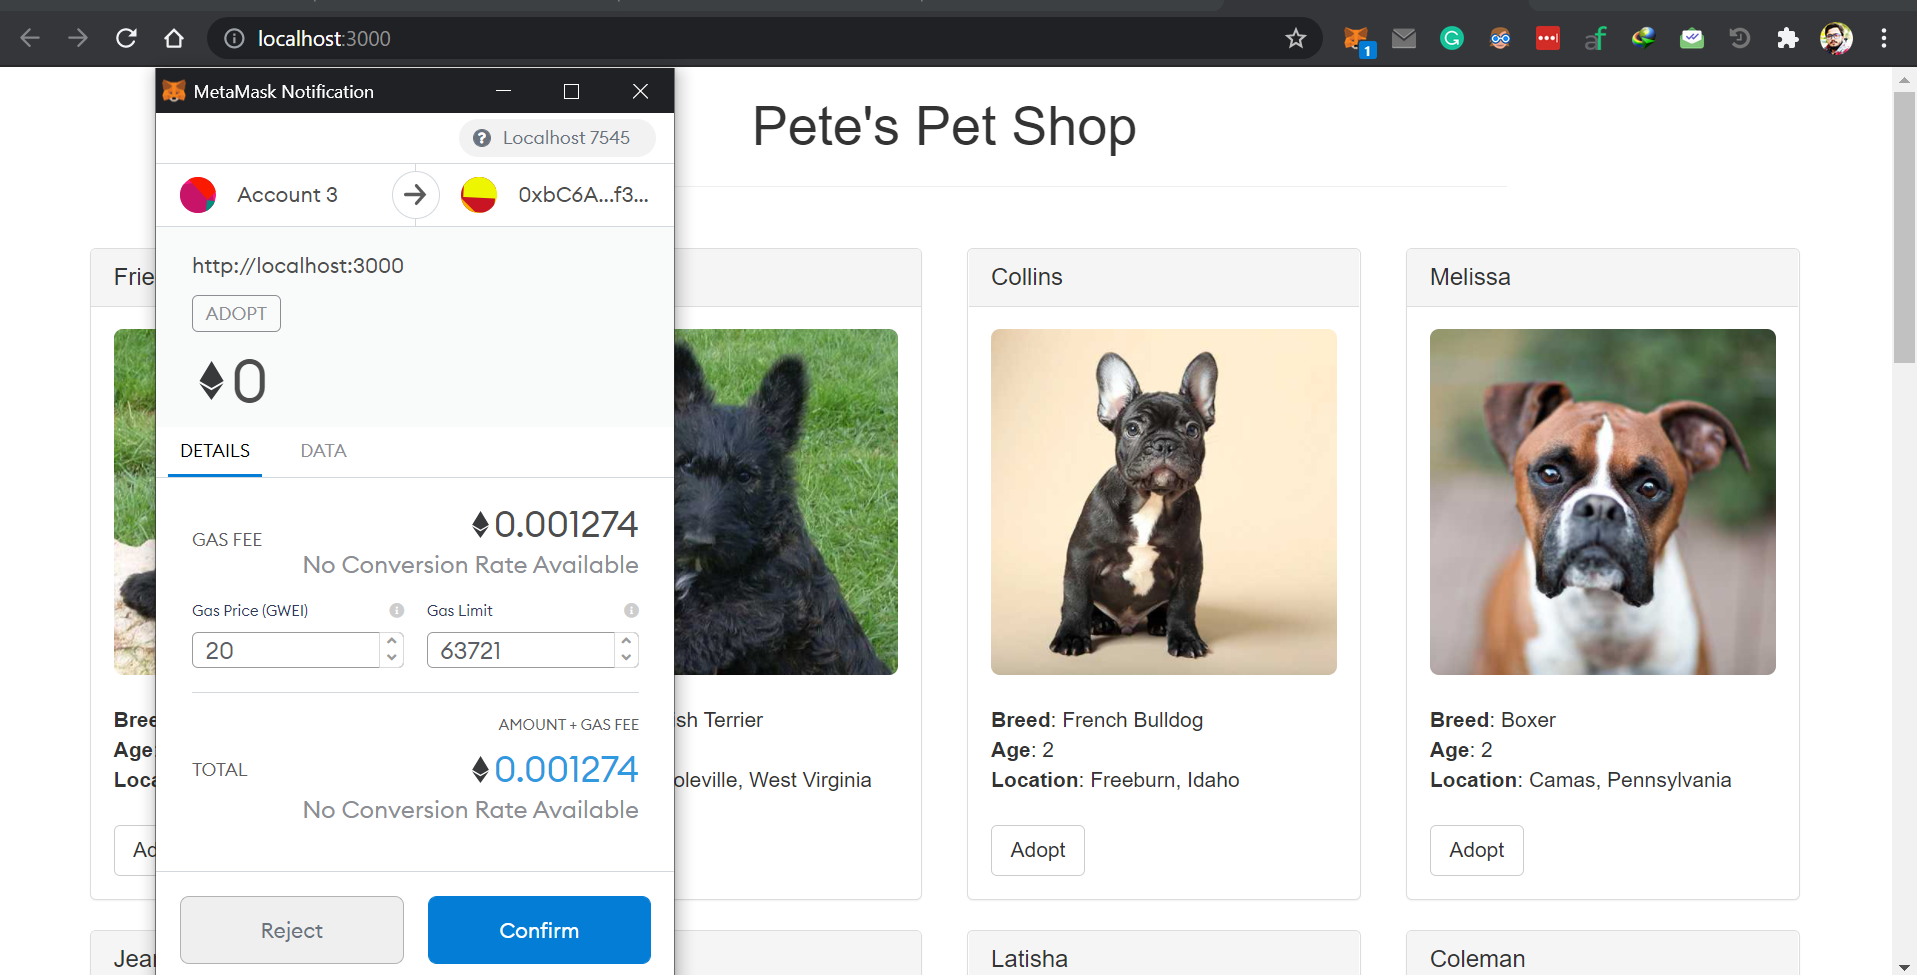 localhost:3000
1
MetaMask Notification
Localhost 7545
Account 3
0xbC6A...f3...
http://localhost:3000
ADOPT
0
DETAILS
DATA
GAS FEE
0.001274
No Conversion Rate Available
Gas Price (GWEI)
Gas Limit
20
63721
AMOUNT + GAS FEE
TOTAL
0.001274
No Conversion Rate Available
Reject
Confirm
Pete's Pet Shop
Frie
Bree
Age:
Loca
Ad
ish Terrier
oleville, West Virginia
Collins
Breed: French Bulldog
Age: 2
Location: Freeburn, Idaho
Adopt
Melissa
Breed: Boxer
Age: 2
Location: Camas, Pennsylvania
Adopt
Jean
Latisha
Coleman